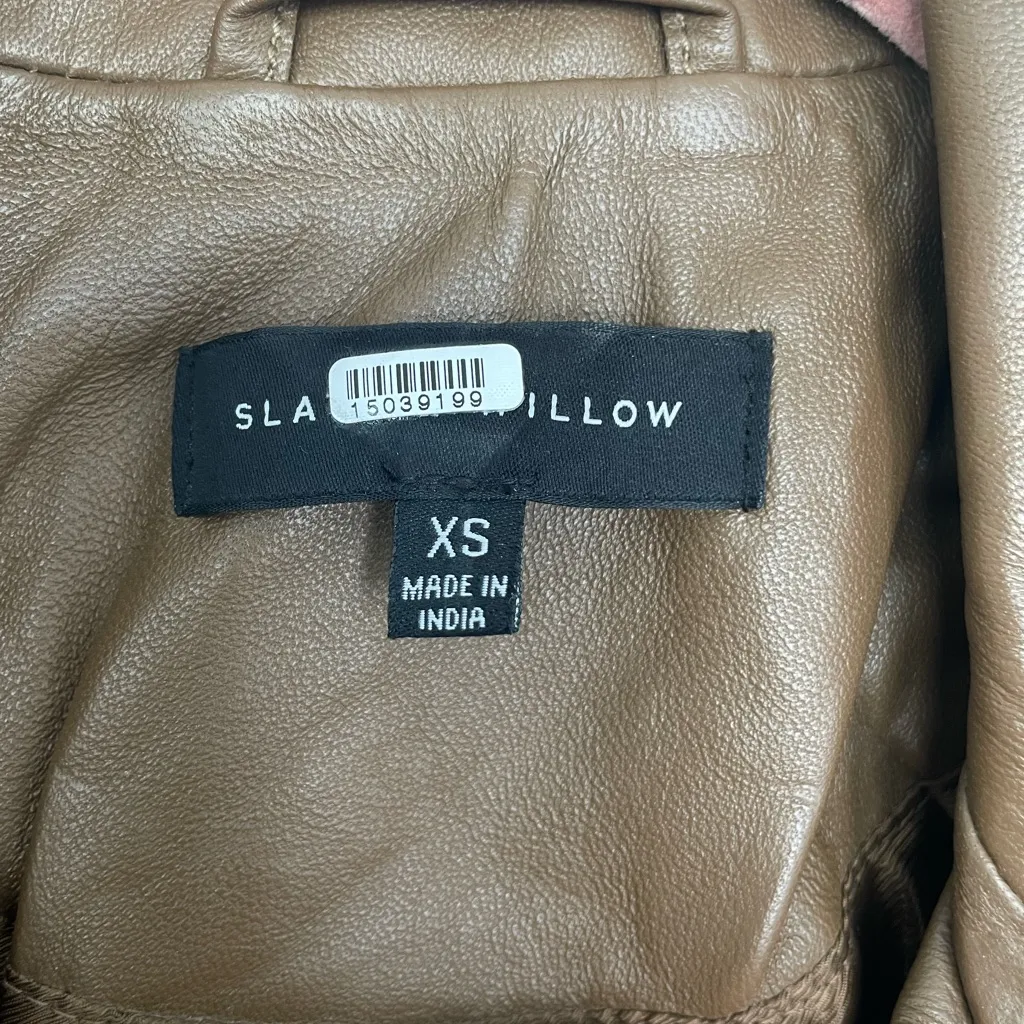 15039199
SLA ILLOW
XS
MADE IN
INDIA